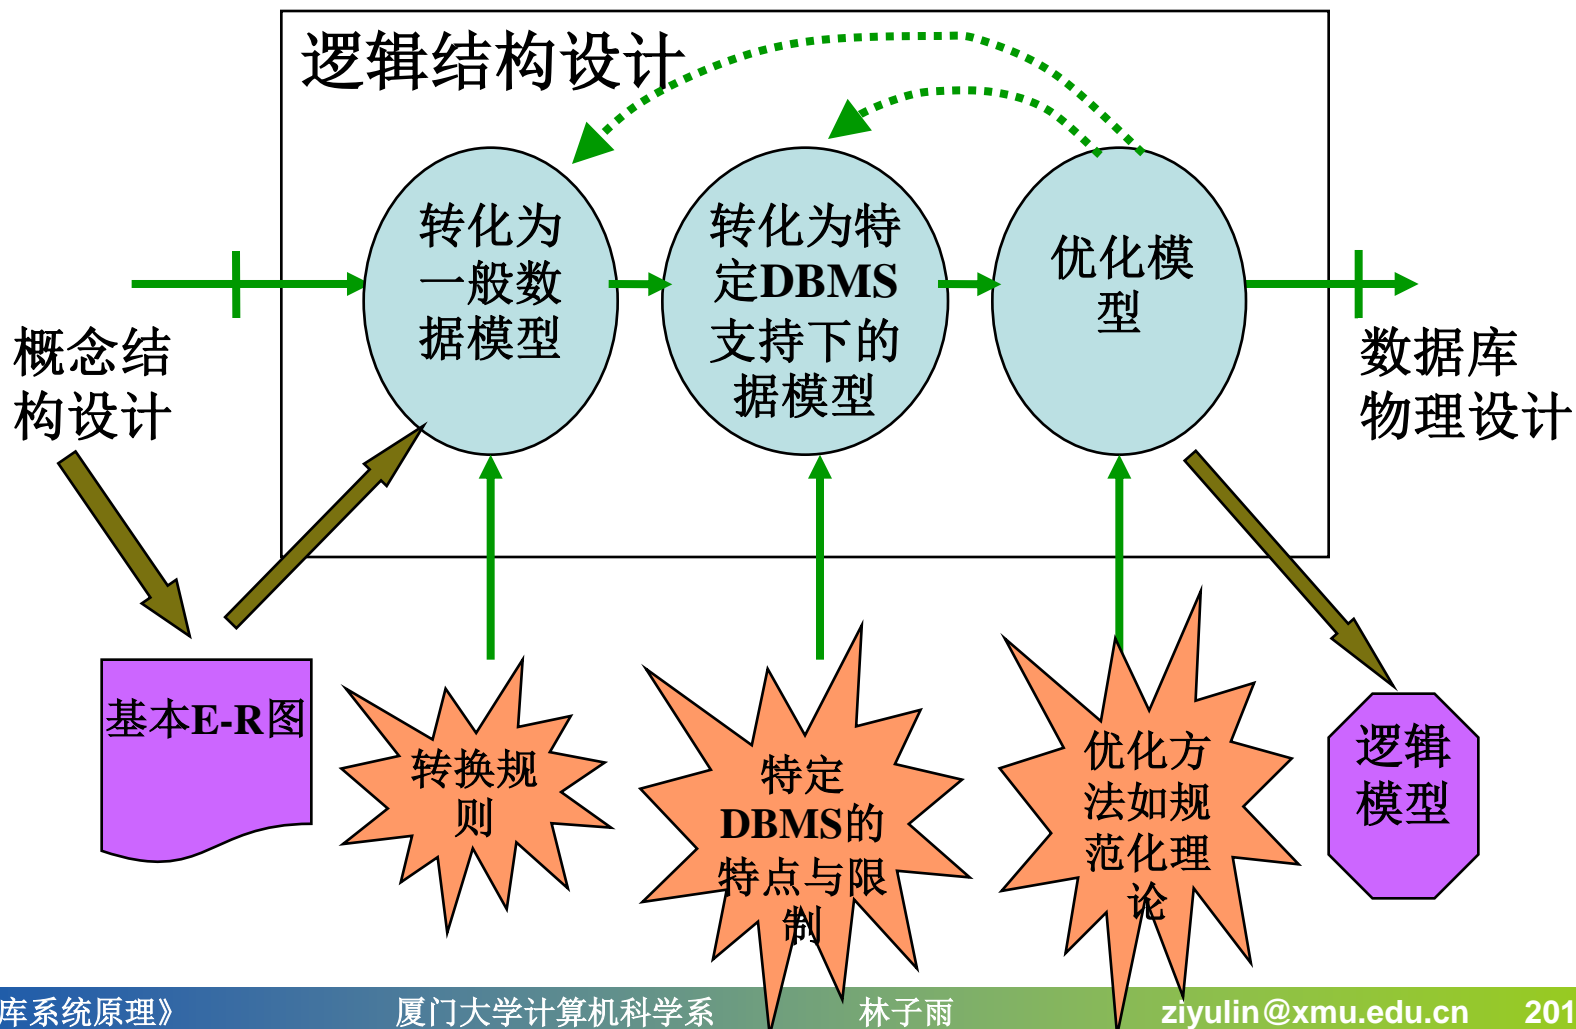 逻辑结构设计
转化为
一般数
据模型
转化为特
定DBMS
支持下的
据模型
优化模
型
概念结
构设计
数据库
物理设计
基本E-R图
转换规
则
特定
DBMS的
特点与限
制
优化方
法如规
范化理
论
逻辑
模型
库系统原理》 厦门大学计算机科学系 林子雨 ziyulin@xmu.edu.cn 201